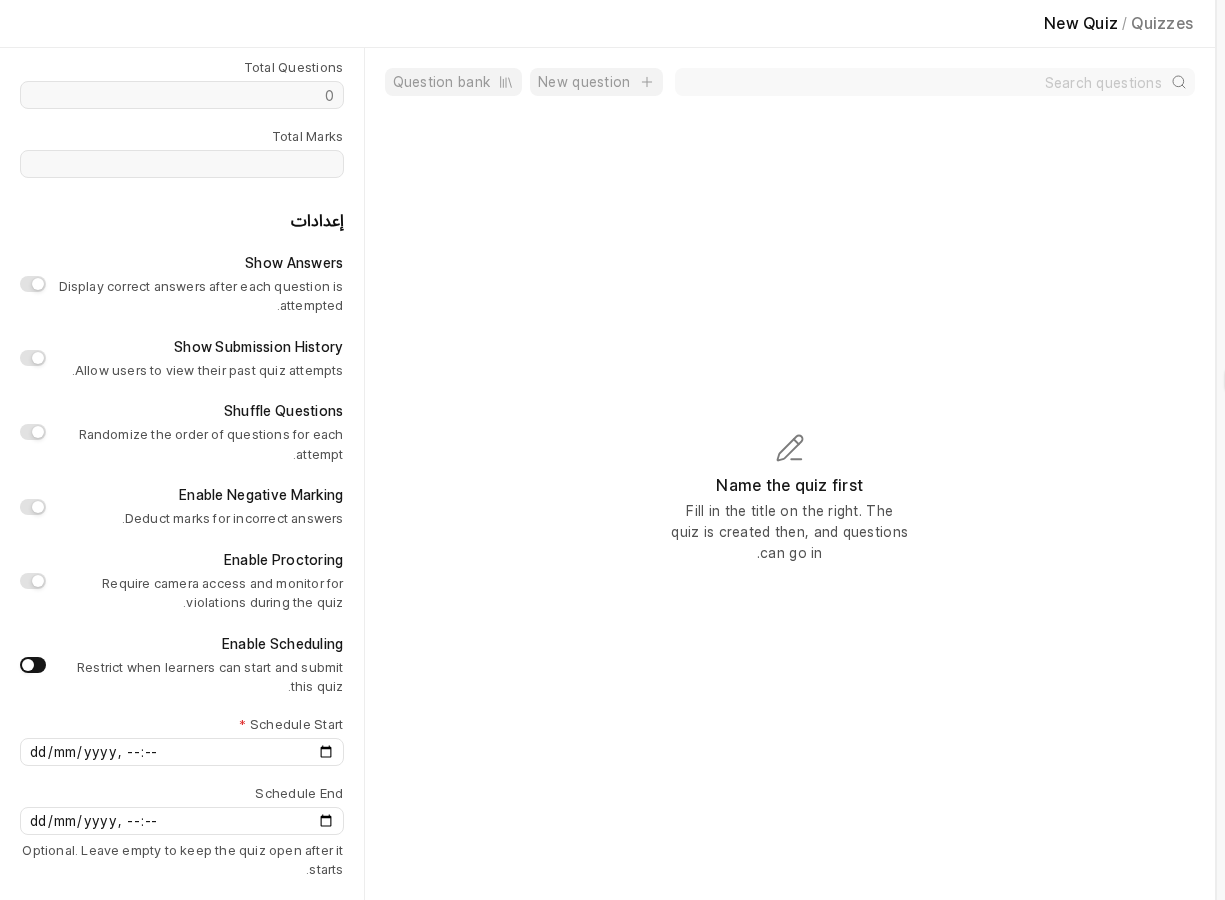 Quizzes / New Quiz
Search questions
New question
Question bank
Total Questions
0
Total Marks
إعدادات
Show Answers
Display correct answers after each question is
attempted.
Show Submission History
Allow users to view their past quiz attempts.
Shuffle Questions
Randomize the order of questions for each
attempt.
Enable Negative Marking
Deduct marks for incorrect answers.
Enable Proctoring
Require camera access and monitor for
violations during the quiz.
Enable Scheduling
Restrict when learners can start and submit
this quiz.
Schedule Start *
dd/mm/yyyy, --:--
Schedule End
dd/mm/yyyy, --:--
Optional. Leave empty to keep the quiz open after it
starts.
Name the quiz first
Fill in the title on the right. The
quiz is created then, and questions
can go in.